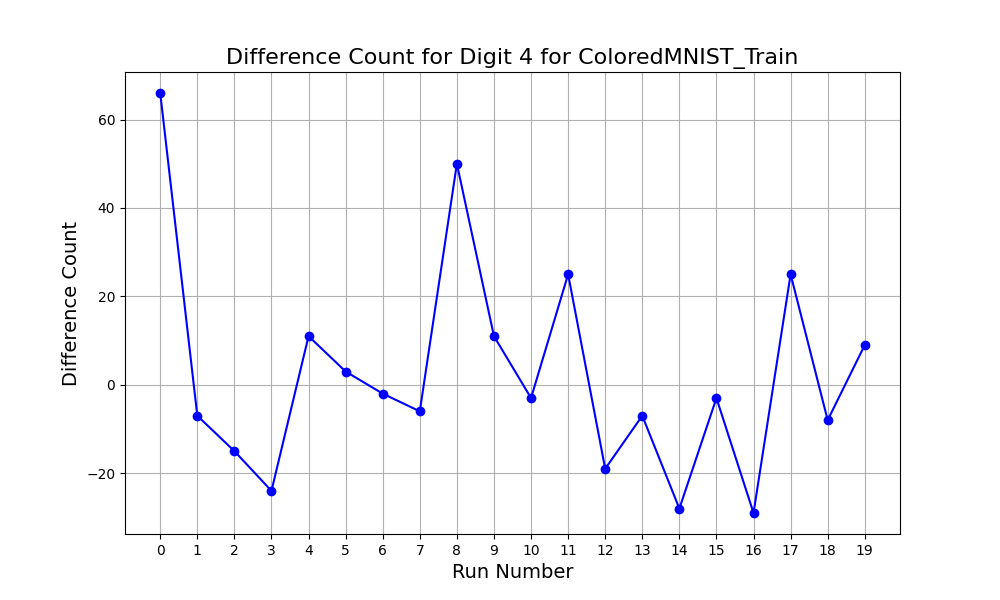 Difference Count for Digit 4 for ColoredMNIST_Train
Difference Count
60
40
20
0
−20
0 1 2 3 4 5 6 7 8 9 10 11 12 13 14 15 16 17 18 19
Run Number